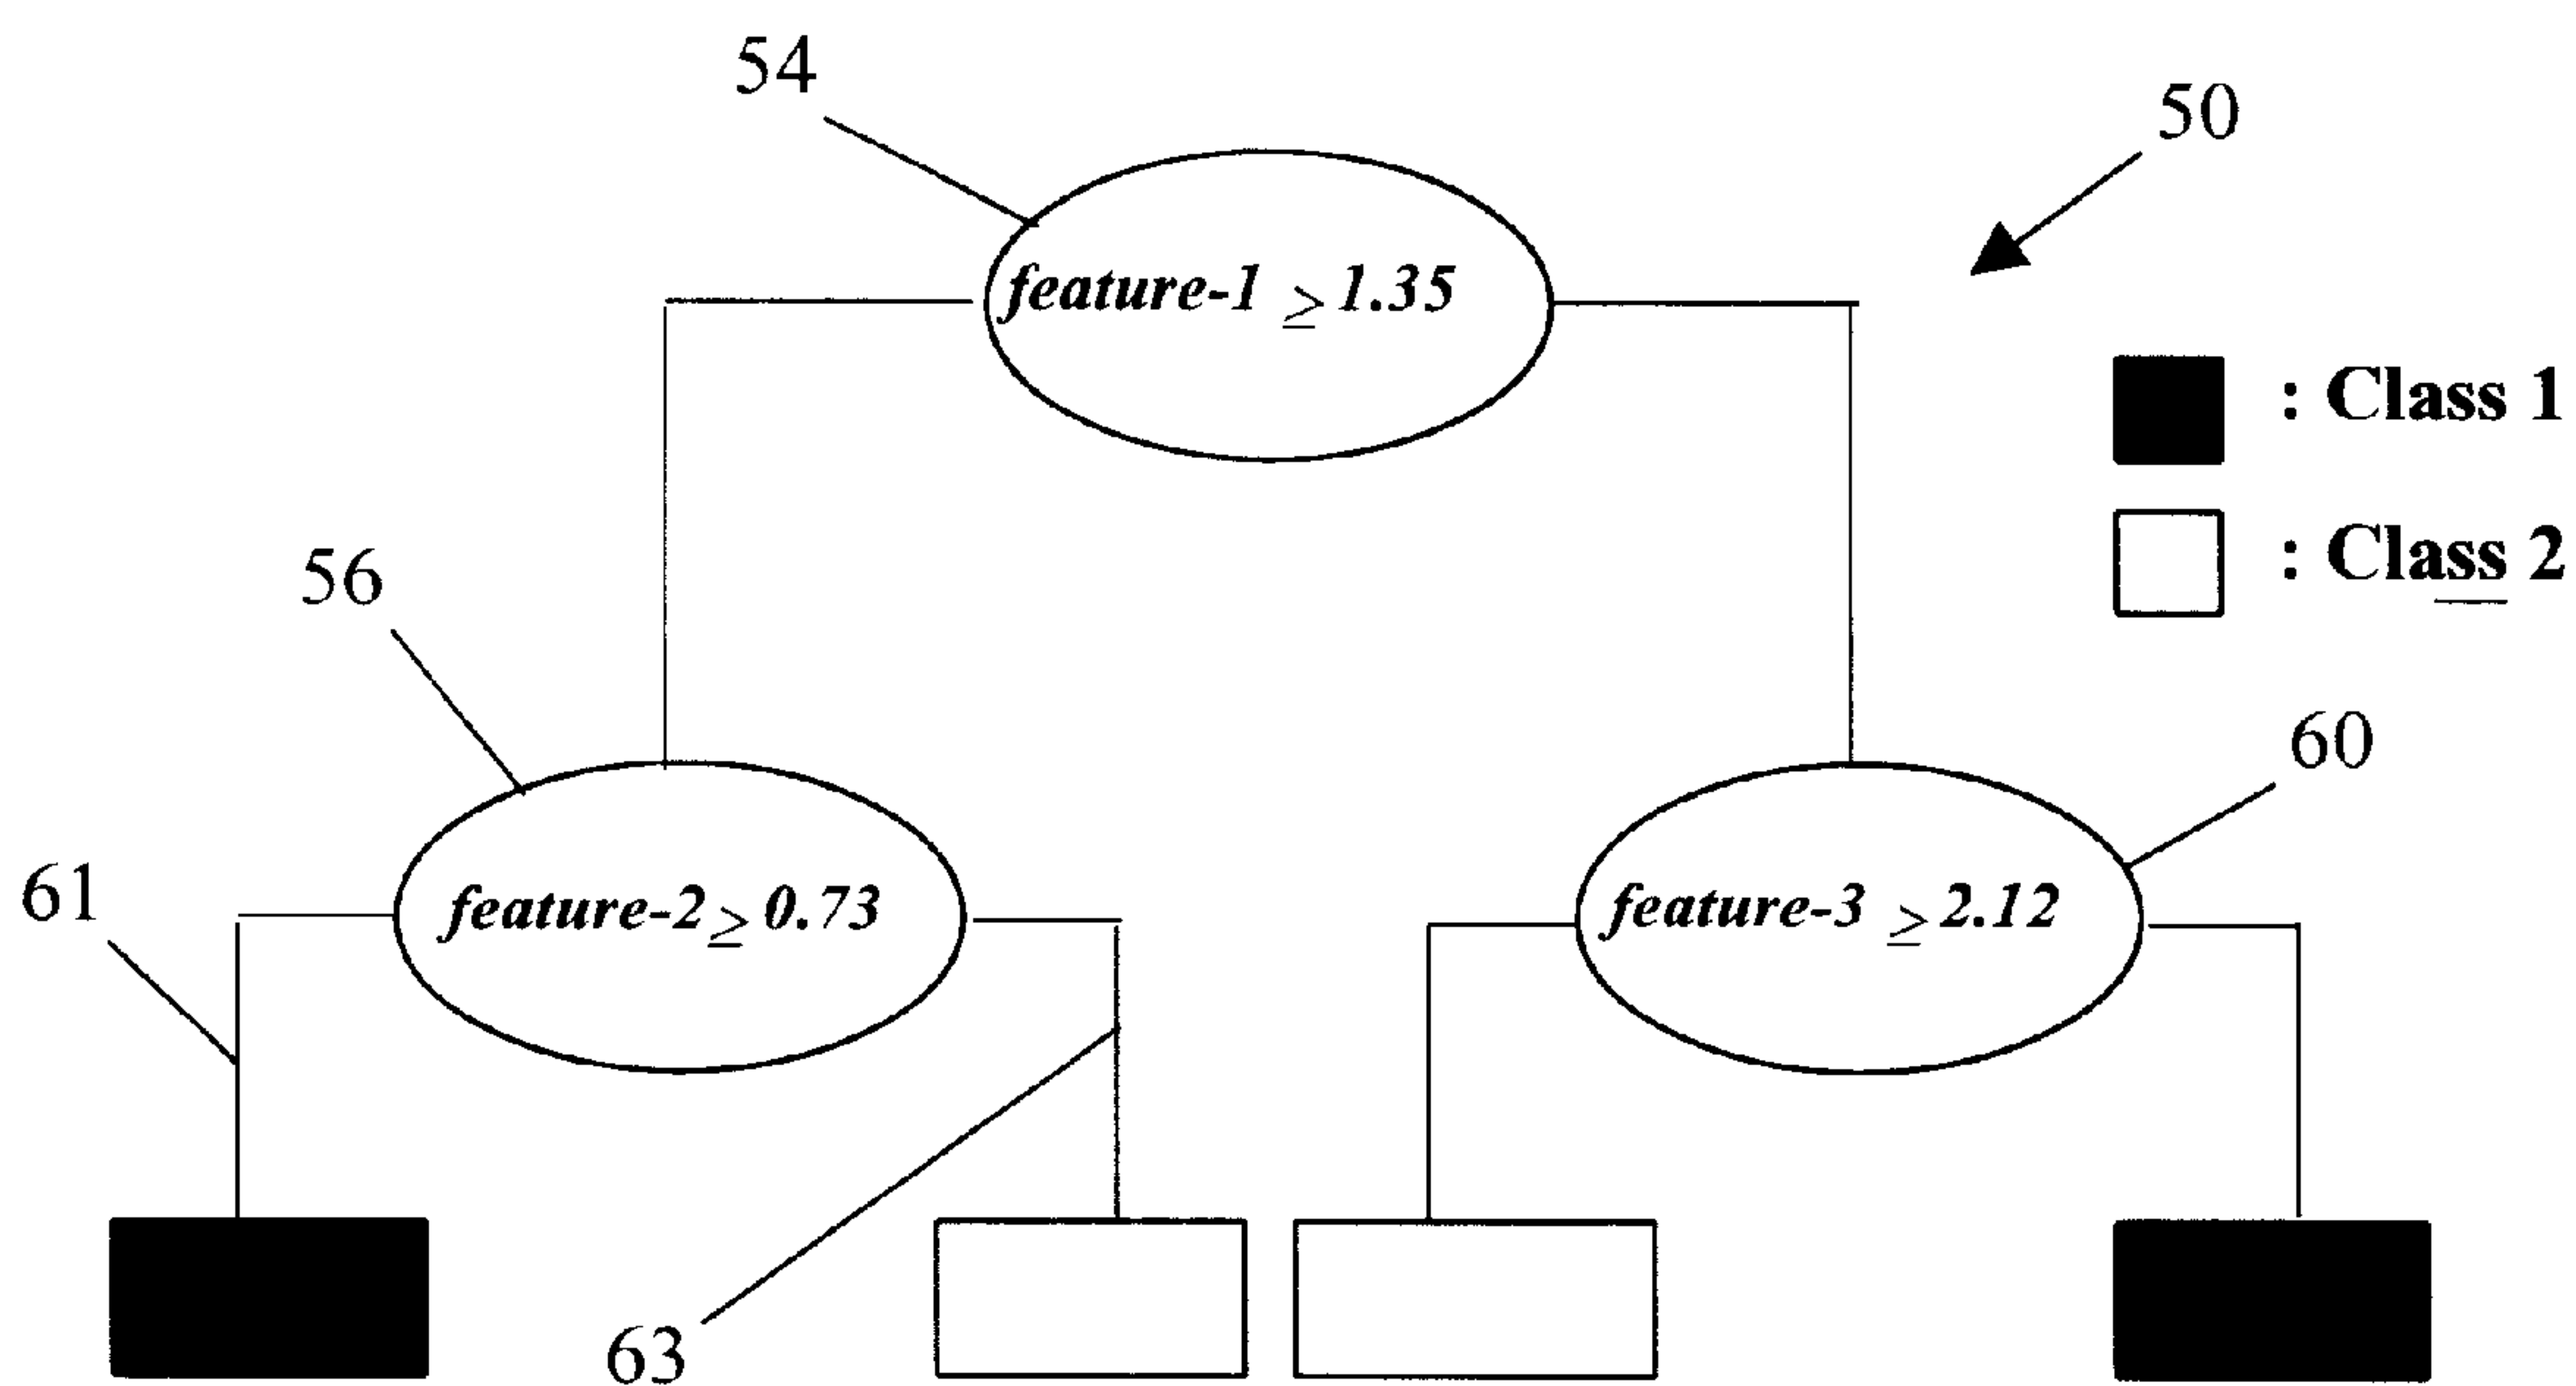 54
50
feature-1 ≥ 1.35
: Class 1
: Class 2
56
60
61
feature-2 ≥ 0.73
feature-3 ≥ 2.12
63